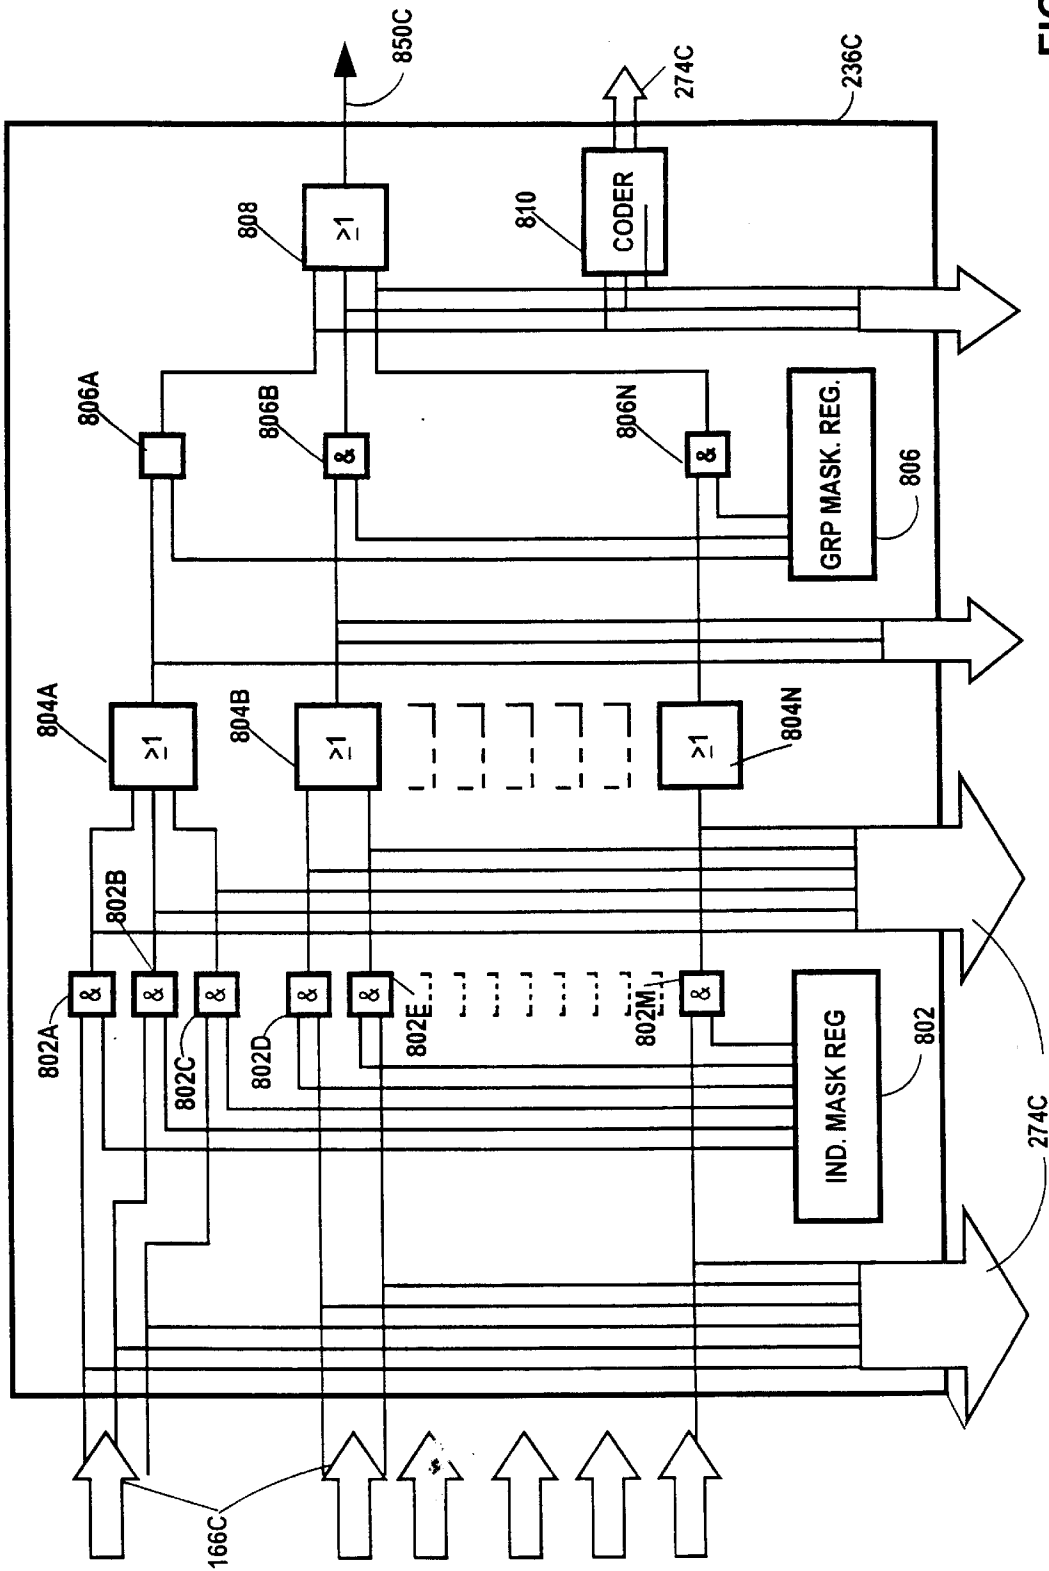 FIG
850C
274C
236C
808
≥1
810
CODER
806A
806B
&
806N
&
GRP MASK. REG.
806
804A
≥1
804B
≥1
804N
≥1
802A
&
802B
&
802C
&
802D
&
802E
&
802M
&
IND. MASK REG
802
274C
166C